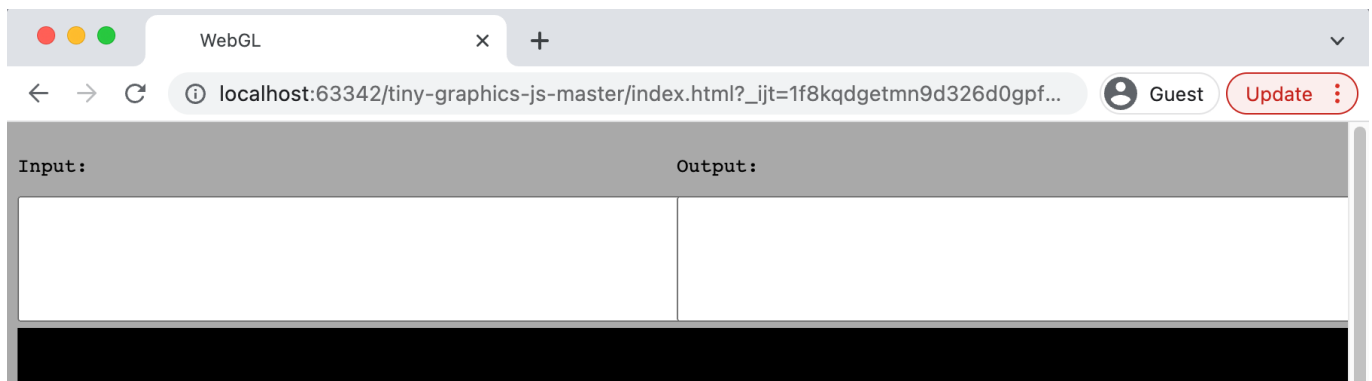 WebGL
localhost:63342/tiny-graphics-js-master/index.html?_ijt=1f8kqdgetmn9d326d0gpf... Guest Update
Input: Output: